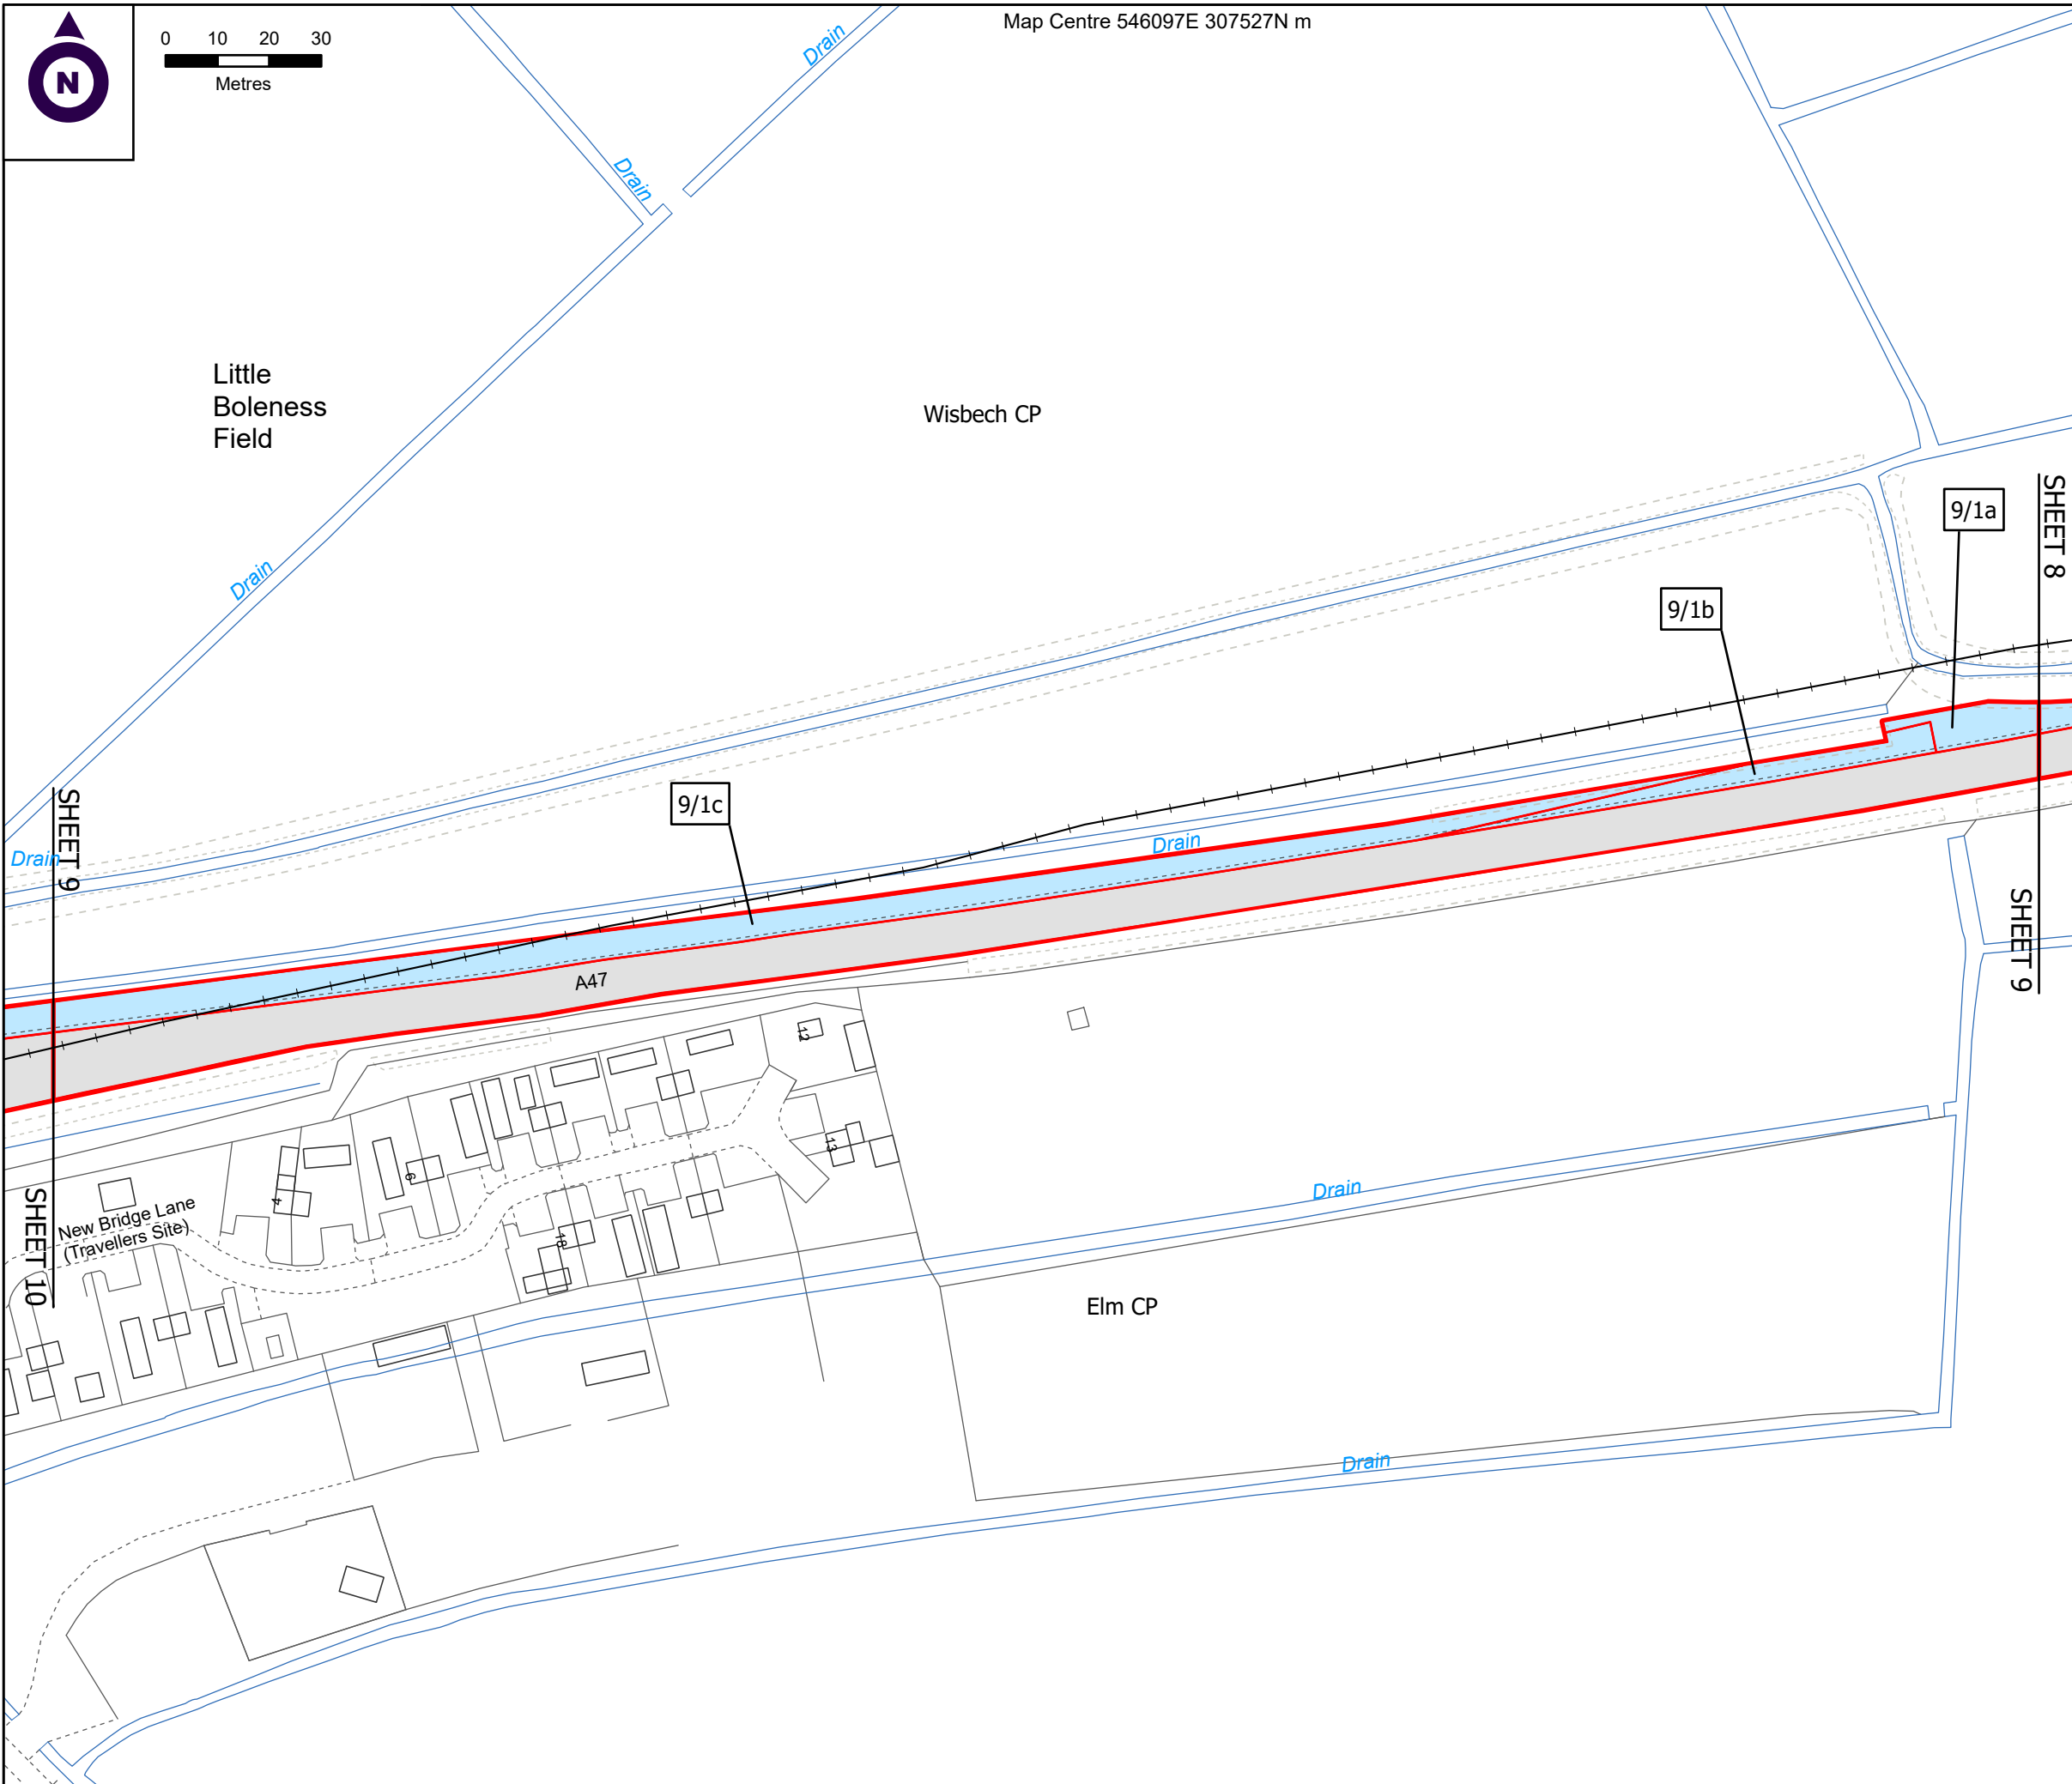 Map Centre 546097E 307527N m
N
0 10 20 30
Metres
Drain
Drain
Little
Boleness
Field
Wisbech CP
SHEET 8
9/1a
Drain
9/1b
SHEET 9
9/1c
Drain
Drain
SHEET 9
A47
12
13
6
4
SHEET 10
New Bridge Lane
(Travellers Site)
18
Drain
Elm CP
Drain